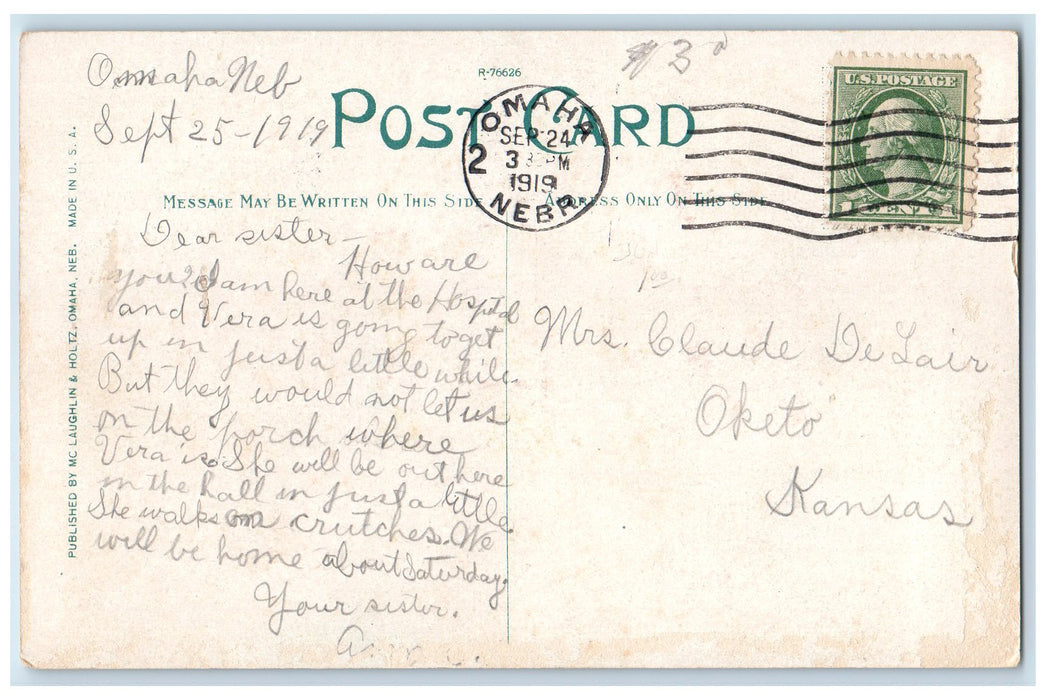 Omaha Neb
Sept 25-1919
R-76626
POST CARD
OMAHA
SEP 24
3 PM
1919
NEBR
2
U.S. POSTAGE
MESSAGE MAY BE WRITTEN ON THIS SIDE
ADDRESS ONLY ON THIS SIDE
PUBLISHED BY MC LAUGHLIN & HOLTZ, OMAHA, NEB. MADE IN U. S. A.
Dear sister-
How are
you? I am here at the Hospital
and Vera is going to get
up in just a little while.
But they would not let us
on the porch where
Vera is. She will be out here
in the hall in just a little
She walks on crutches. We
will be home about Saturday.
Your sister.
Mrs. Claude De Lair
Oketo
Kansas